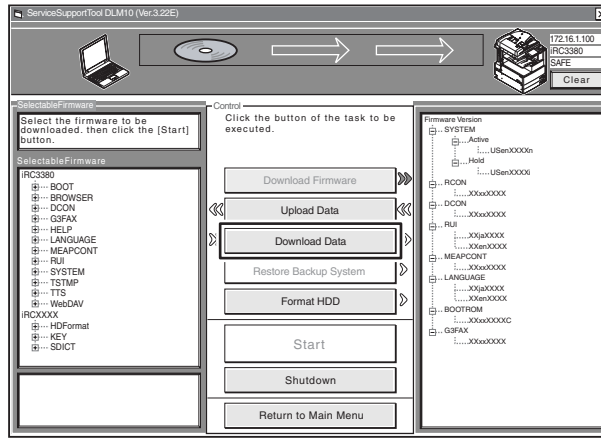 ServiceSupportTool DLM10 (Ver.3.22E)
172.16.1.100
iRC3380
SAFE
Clear
SelectableFirmware
Select the firmware to be
downloaded. then click the [Start]
button.
SelectableFirmware
iRC3380
BOOT
BROWSER
DCON
G3FAX
HELP
LANGUAGE
MEAPCONT
RUI
SYSTEM
TSTMP
TTS
WebDAV
iRCXXXX
HDFormat
KEY
SDICT
Control
Click the button of the task to be
executed.
Download Firmware
Upload Data
Download Data
Restore Backup System
Format HDD
Start
Shutdown
Return to Main Menu
Firmware Version
SYSTEM
Active
USenXXXXn
Hold
USenXXXXi
RCON
XXxxXXXX
DCON
XXxxXXXX
RUI
XXjaXXXX
XXenXXXX
MEAPCONT
XXxxXXXX
LANGUAGE
XXjaXXXX
XXenXXXX
BOOTROM
XXxxXXXXC
G3FAX
XXxxXXXX